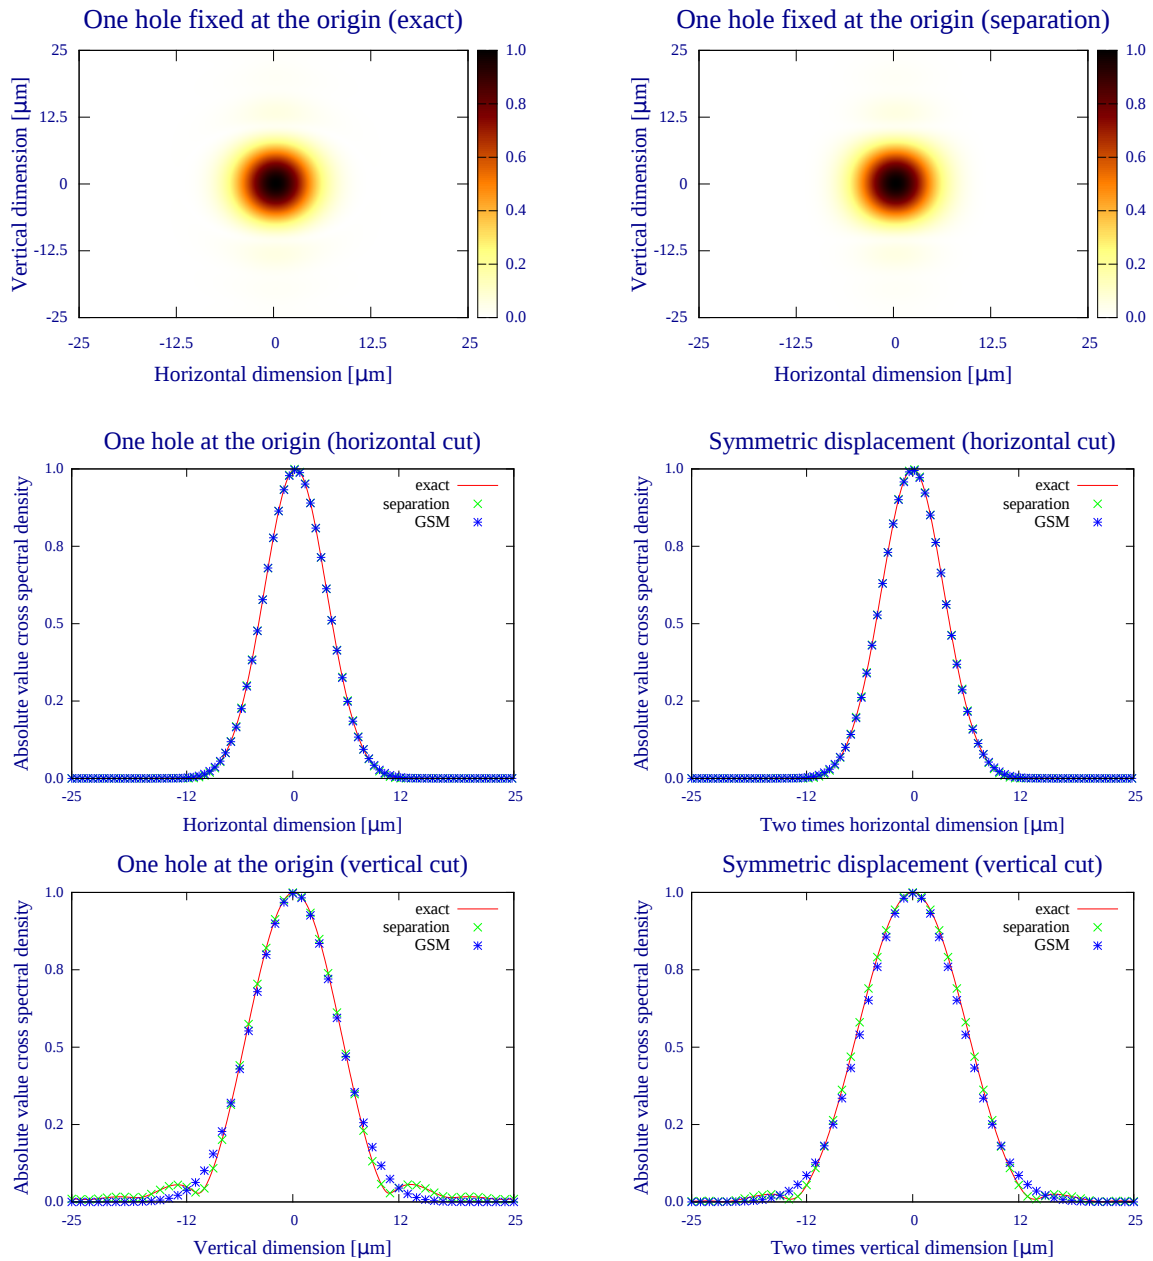 One hole fixed at the origin (exact)
25
12.5
0
-12.5
-25
-25
-12.5
0
12.5
25
Vertical dimension [µm]
Horizontal dimension [µm]
1.0
0.8
0.6
0.4
0.2
0.0
One hole fixed at the origin (separation)
25
12.5
0
-12.5
-25
-25
-12.5
0
12.5
25
Vertical dimension [µm]
Horizontal dimension [µm]
1.0
0.8
0.6
0.4
0.2
0.0
One hole at the origin (horizontal cut)
Absolute value cross spectral density
1.0
0.8
0.5
0.2
0.0
exact
separation
GSM
-25
-12
0
12
25
Horizontal dimension [µm]
Symmetric displacement (horizontal cut)
Absolute value cross spectral density
1.0
0.8
0.5
0.2
0.0
exact
separation
GSM
-25
-12
0
12
25
Two times horizontal dimension [µm]
One hole at the origin (vertical cut)
Absolute value cross spectral density
1.0
0.8
0.5
0.2
0.0
exact
separation
GSM
-25
-12
0
12
25
Vertical dimension [µm]
Symmetric displacement (vertical cut)
Absolute value cross spectral density
1.0
0.8
0.5
0.2
0.0
exact
separation
GSM
-25
-12
0
12
25
Two times vertical dimension [µm]